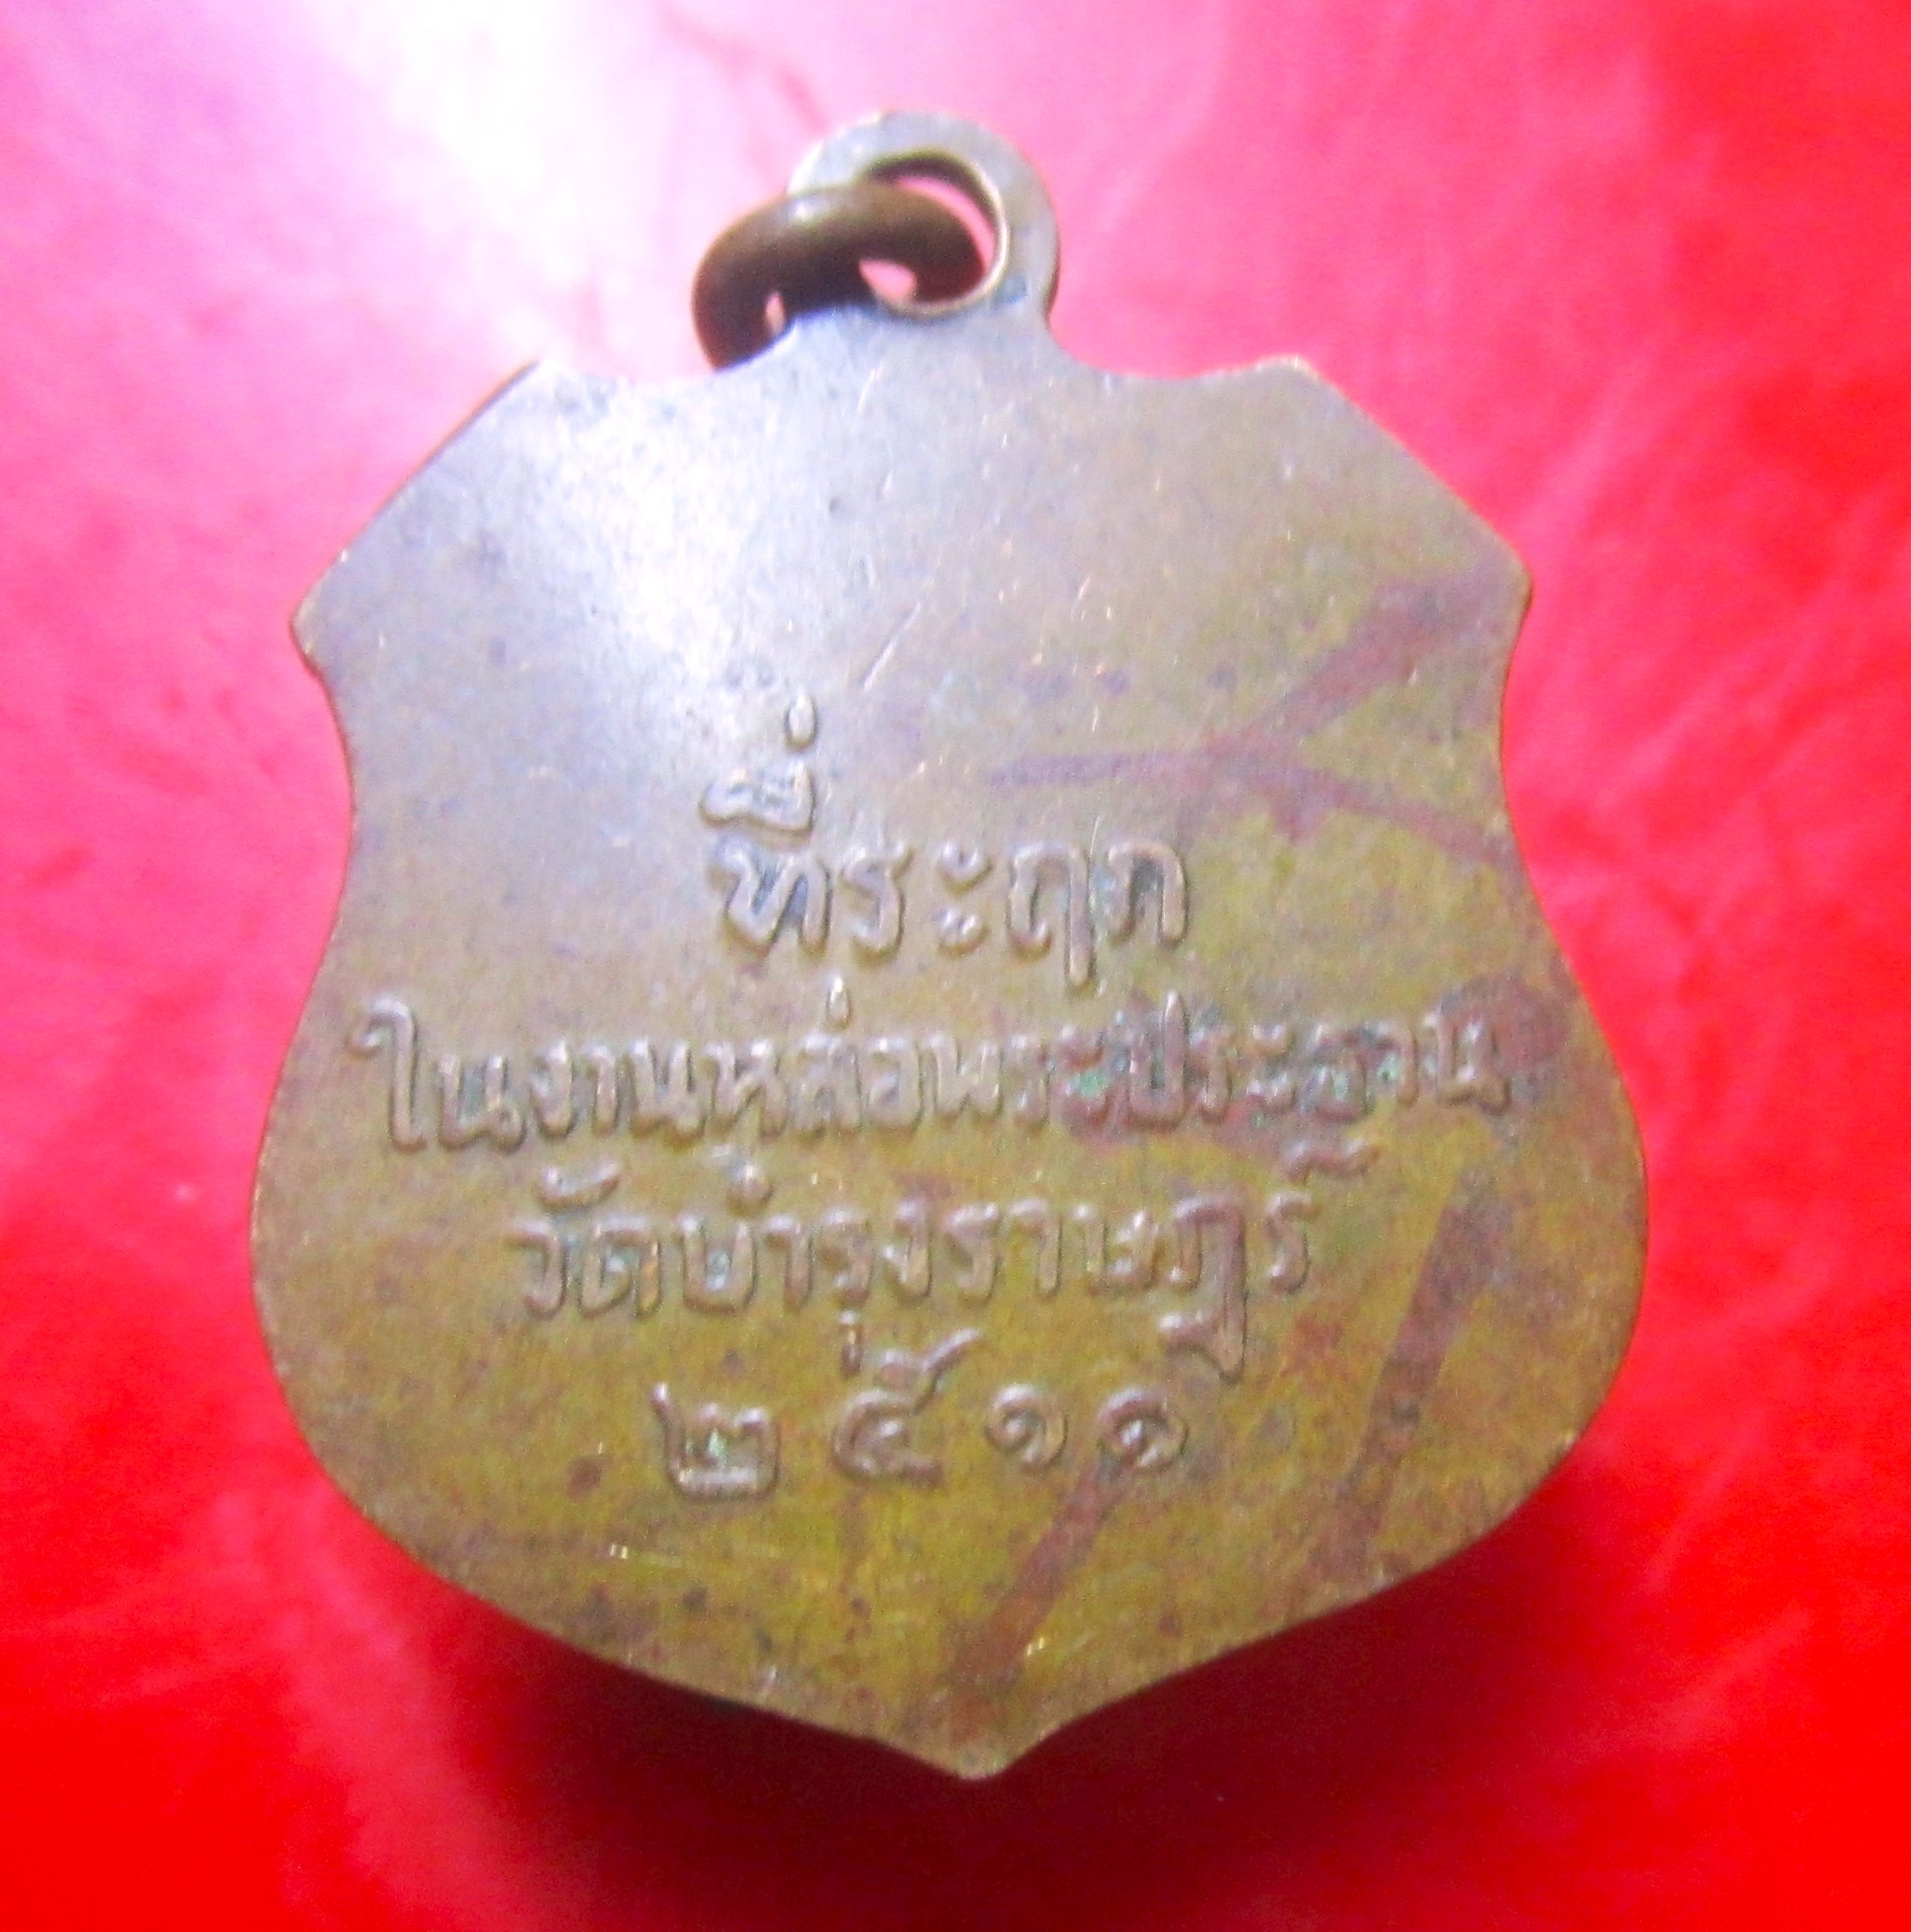 ที่ระฤก
ในงานหล่อพระประธาน
วัดบำรุงราษฎร์
๒๕๑๑